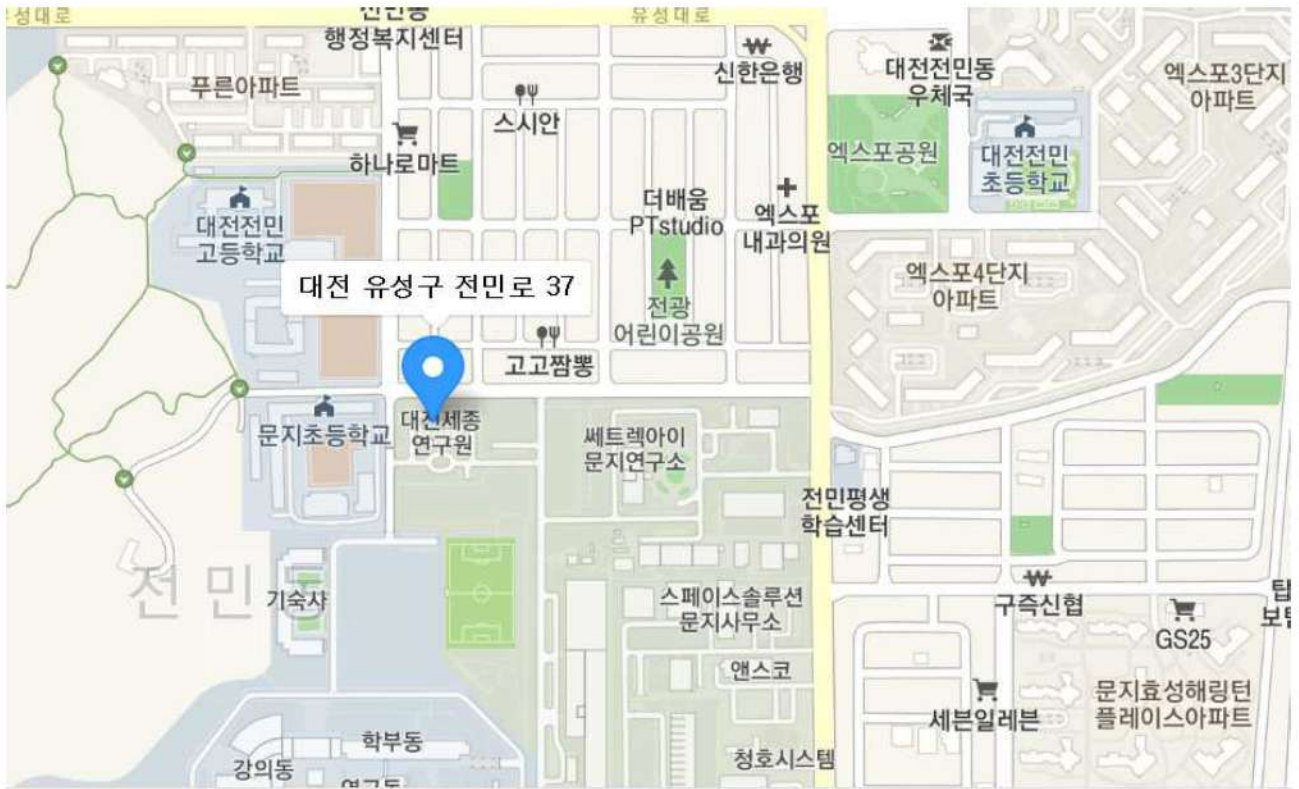 유성대로
유성대로
전민동
행정복지센터
신한은행
대전전민동
우체국
엑스포3단지
아파트
푸른아파트
스시안
하나로마트
엑스포공원
대전전민
초등학교
더배움
PTstudio
엑스포
내과의원
대전전민
고등학교
엑스포4단지
아파트
대전 유성구 전민로 37
전광
어린이공원
고고짬뽕
문지초등학교
대전세종
연구원
쎄트렉아이
문지연구소
전민평생
학습센터
전민동
기숙사
스페이스솔루션
문지사무소
구즉신협
GS25
앤스코
세븐일레븐
문지효성해링턴
플레이스아파트
학부동
강의동
청호시스템